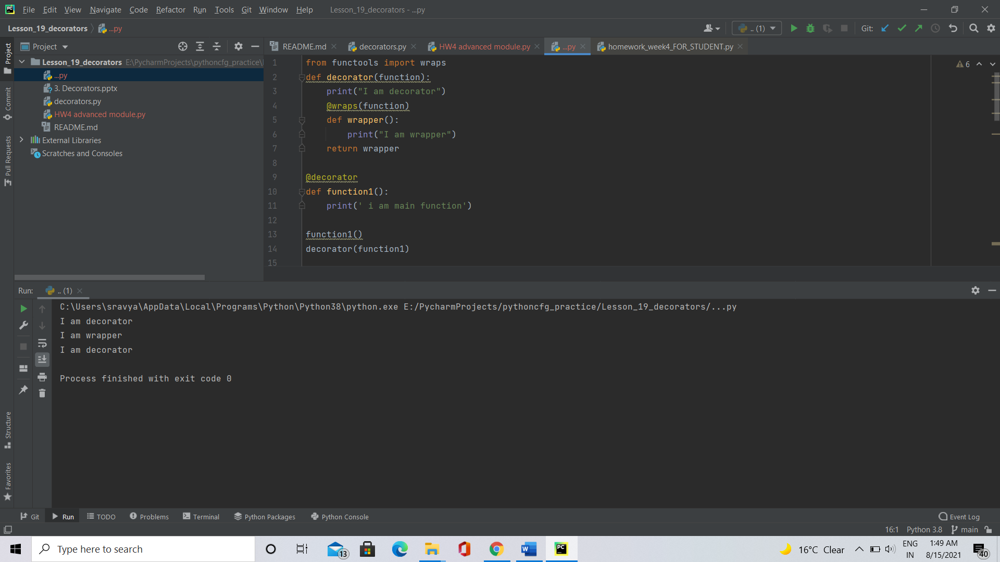 File Edit View Navigate Code Refactor Run Tools Git Window Help Lesson_19_decorators - ...py
Lesson_19_decorators ...py .. (1) Git:
Project README.md decorators.py HW4 advanced module.py ...py homework_week4_FOR_STUDENT.py
Project
Commit
Pull Requests
Lesson_19_decorators E:\PycharmProjects\pythoncfg_practice\
...py
3. Decorators.pptx
decorators.py
HW4 advanced module.py
README.md
External Libraries
Scratches and Consoles
6
1 from functools import wraps
2 def decorator(function):
3 print("I am decorator")
4 @wraps(function)
5 def wrapper():
6 print("I am wrapper")
7 return wrapper
8
9 @decorator
10 def function1():
11 print(' i am main function')
12
13 function1()
14 decorator(function1)
15
Run: .. (1)
C:\Users\sravya\AppData\Local\Programs\Python\Python38\python.exe E:/PycharmProjects/pythoncfg_practice/Lesson_19_decorators/...py
I am decorator
I am wrapper
I am decorator
Process finished with exit code 0
Structure
Favorites
Git Run TODO Problems Terminal Python Packages Python Console Event Log
16:1 Python 3.8 main
Type here to search 13 16°C Clear ENG IN 1:49 AM 8/15/2021 40